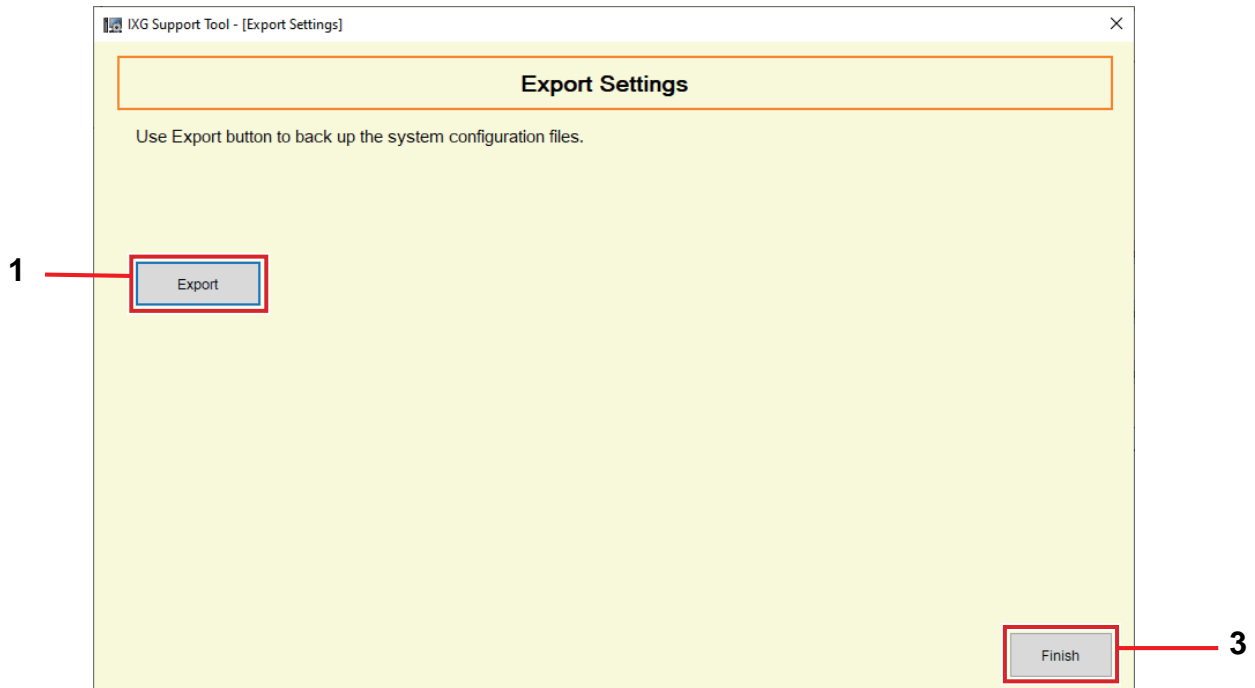 IXG Support Tool - [Export Settings]
Export Settings
Use Export button to back up the system configuration files.
1
Export
Finish
3